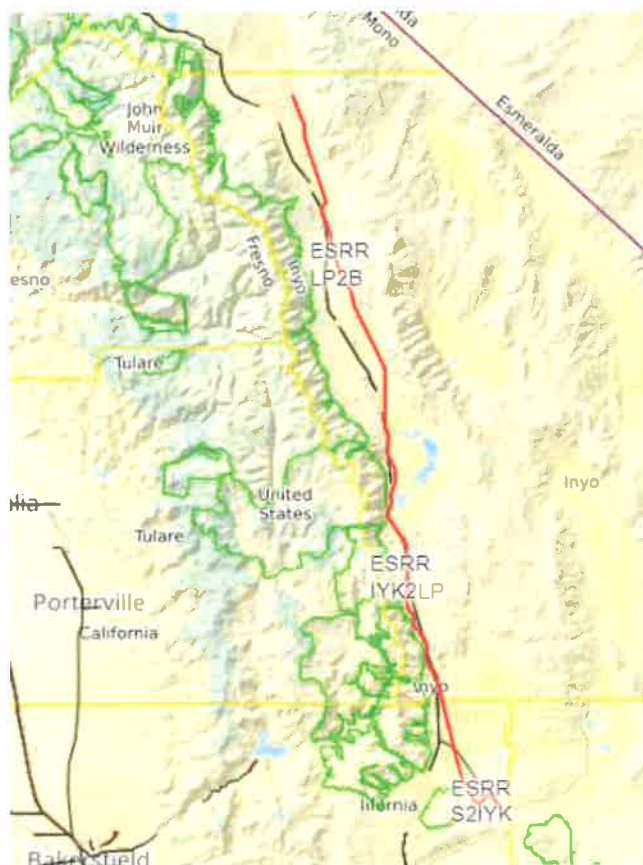 Mono
Esmeralda
John
Muir
Wilderness
ESRR
LP2B
Fresno
Inyo
esno
Tulare
Inyo
United
States
Tulare
ESRR
IYK2LP
Porterville
California
Inyo
ESRR
S2IYK
lifornia
Bakersfield